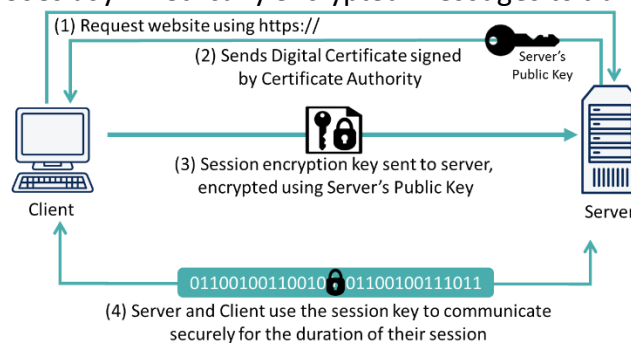 (1) Request website using https://
(2) Sends Digital Certificate signed
by Certificate Authority
Server's
Public Key
(3) Session encryption key sent to server,
encrypted using Server's Public Key
Client
Server
01100100110010 01100100111011
(4) Server and Client use the session key to communicate
securely for the duration of their session